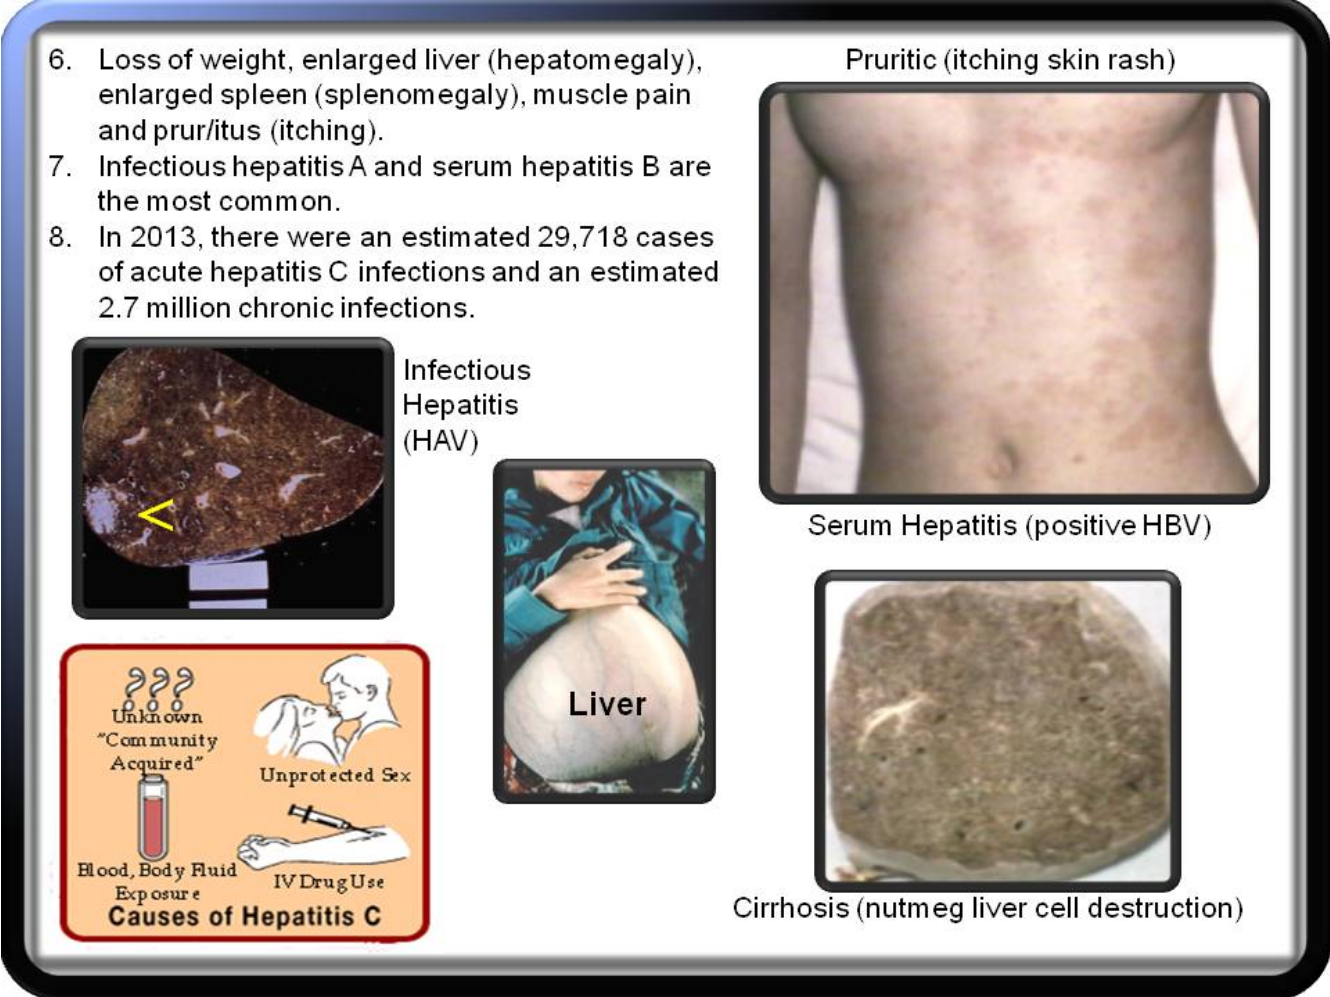 6. Loss of weight, enlarged liver (hepatomegaly),
enlarged spleen (splenomegaly), muscle pain
and prur/itus (itching).
7. Infectious hepatitis A and serum hepatitis B are
the most common.
8. In 2013, there were an estimated 29,718 cases
of acute hepatitis C infections and an estimated
2.7 million chronic infections.
Pruritic (itching skin rash)
Infectious
Hepatitis
(HAV)
<
Liver
Serum Hepatitis (positive HBV)
???
Unknown
"Community
Acquired"
Unprotected Sex
Blood, Body Fluid
Exposure
IV Drug Use
Causes of Hepatitis C
Cirrhosis (nutmeg liver cell destruction)